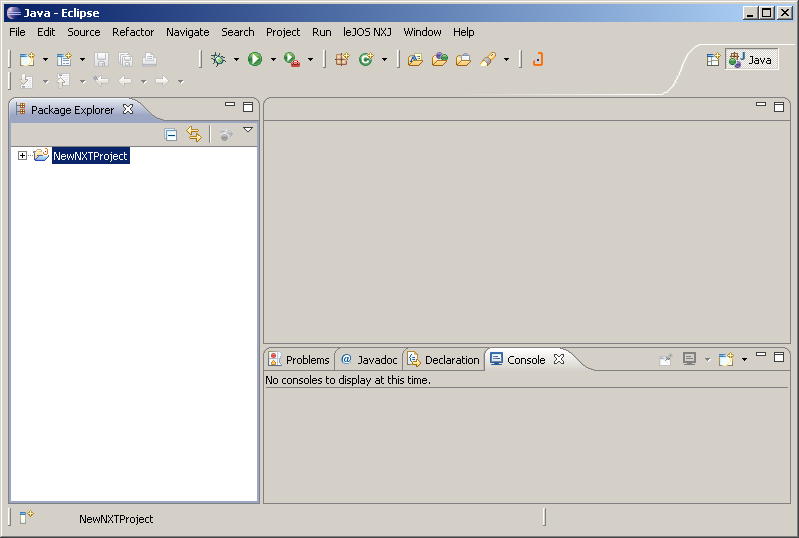 Java - Eclipse
File Edit Source Refactor Navigate Search Project Run leJOS NXJ Window Help
Java
Package Explorer
NewNXTProject
Problems @ Javadoc Declaration Console
No consoles to display at this time.
NewNXTProject